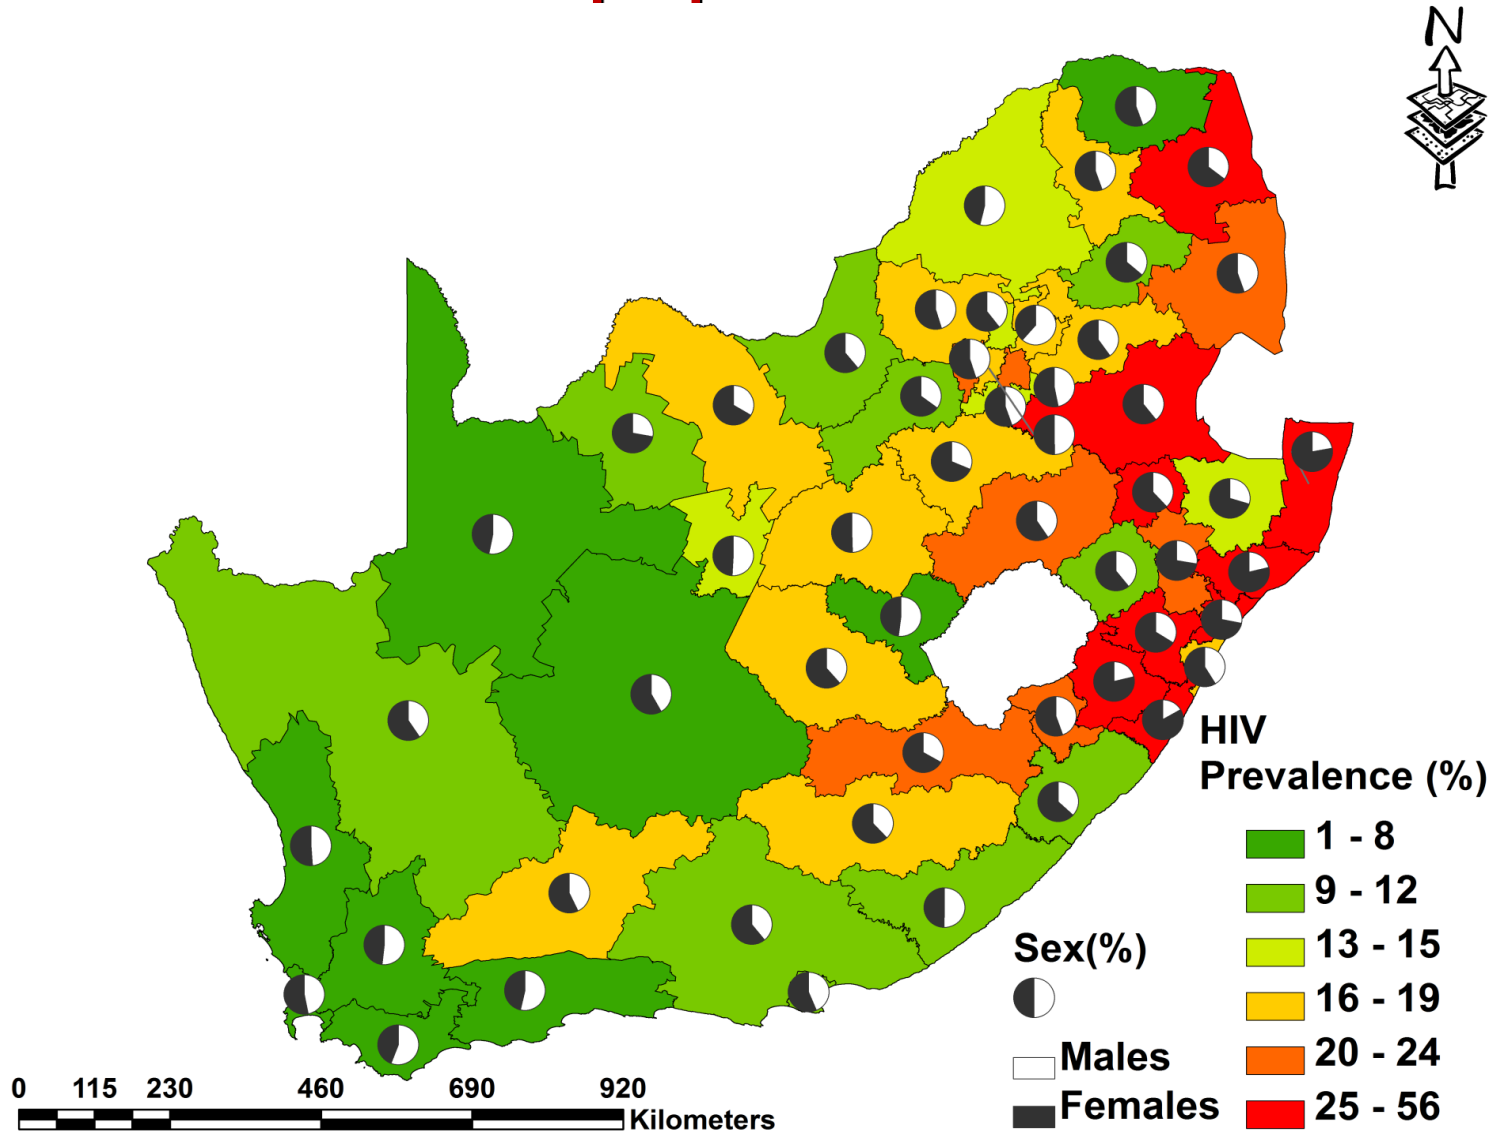 N
HIV
Prevalence (%)
1 - 8
9 - 12
13 - 15
16 - 19
20 - 24
25 - 56
Sex(%)
Males
Females
0 115 230 460 690 920
Kilometers